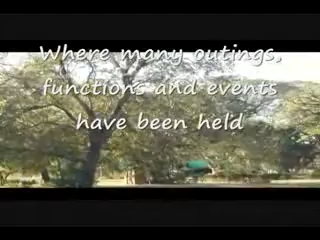 Where many outings,
functions and events
have been held